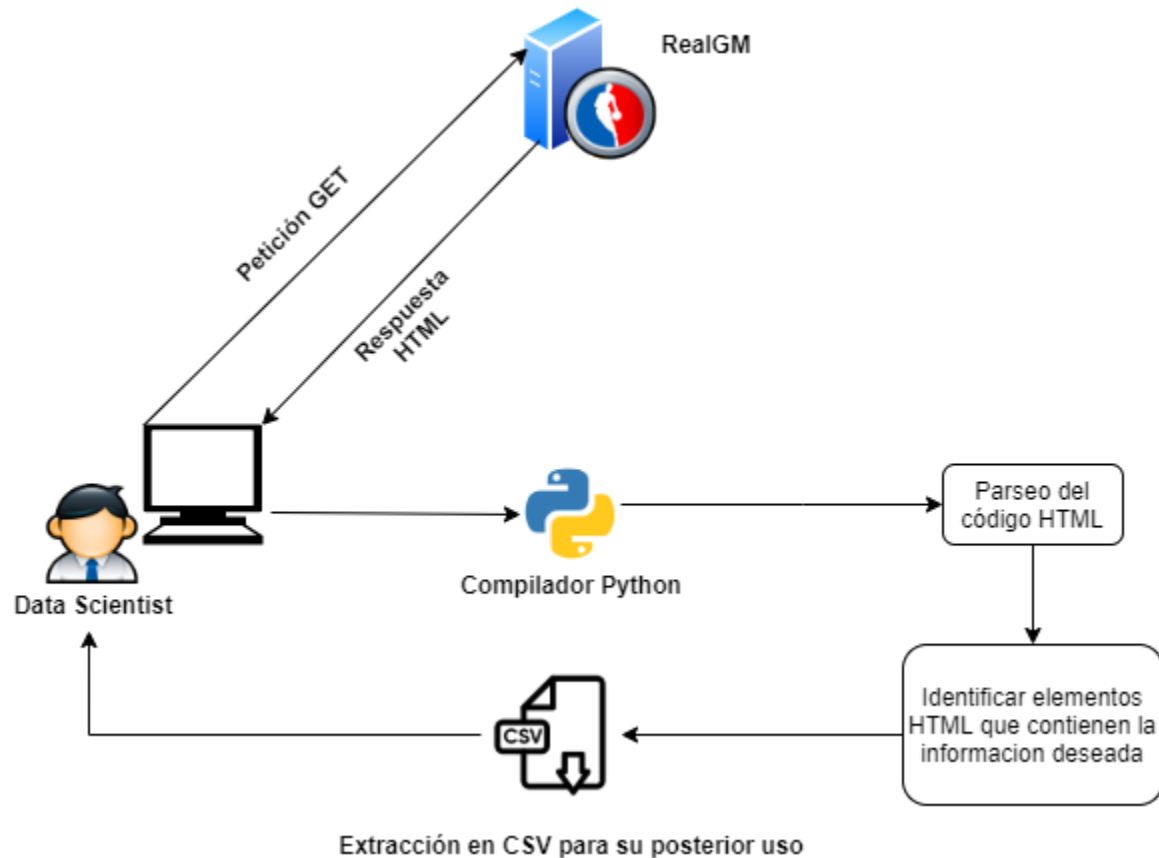 RealGM
Petición GET
Respuesta
HTML
Parseo del
código HTML
Compilador Python
Data Scientist
Identificar elementos
HTML que contienen la
informacion deseada
CSV
Extracción en CSV para su posterior uso